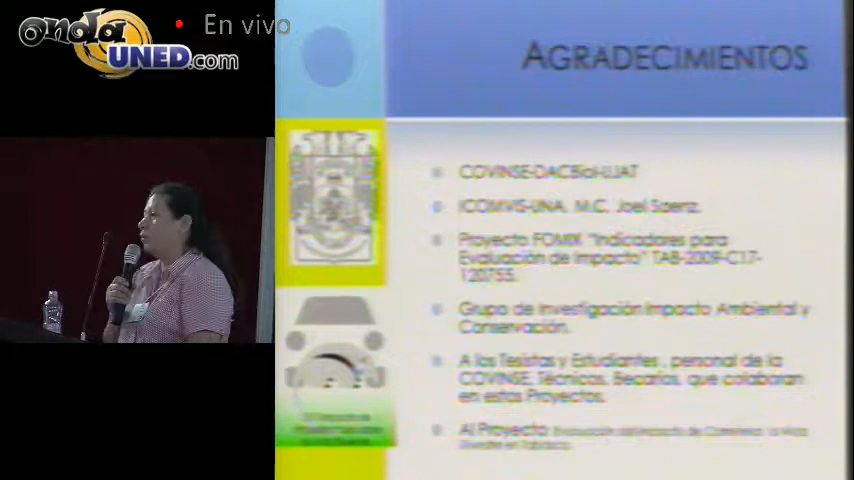 onda
UNED.com
En vivo
AGRADECIMIENTOS
COVINSE-DACBiol-UJAT
ICOMVIS-UNA. M.C. Joel Saenz.
Proyecto FOMIX "Indicadores para
Evaluación de Impacto" TAB-2009-C17-
120755.
Grupo de Investigación Impacto Ambiental y
Conservación.
A los Tesistas y Estudiantes, personal de la
COVINSE, Técnicos, Becarios, que colaboran
en estos Proyectos.
Al Proyecto